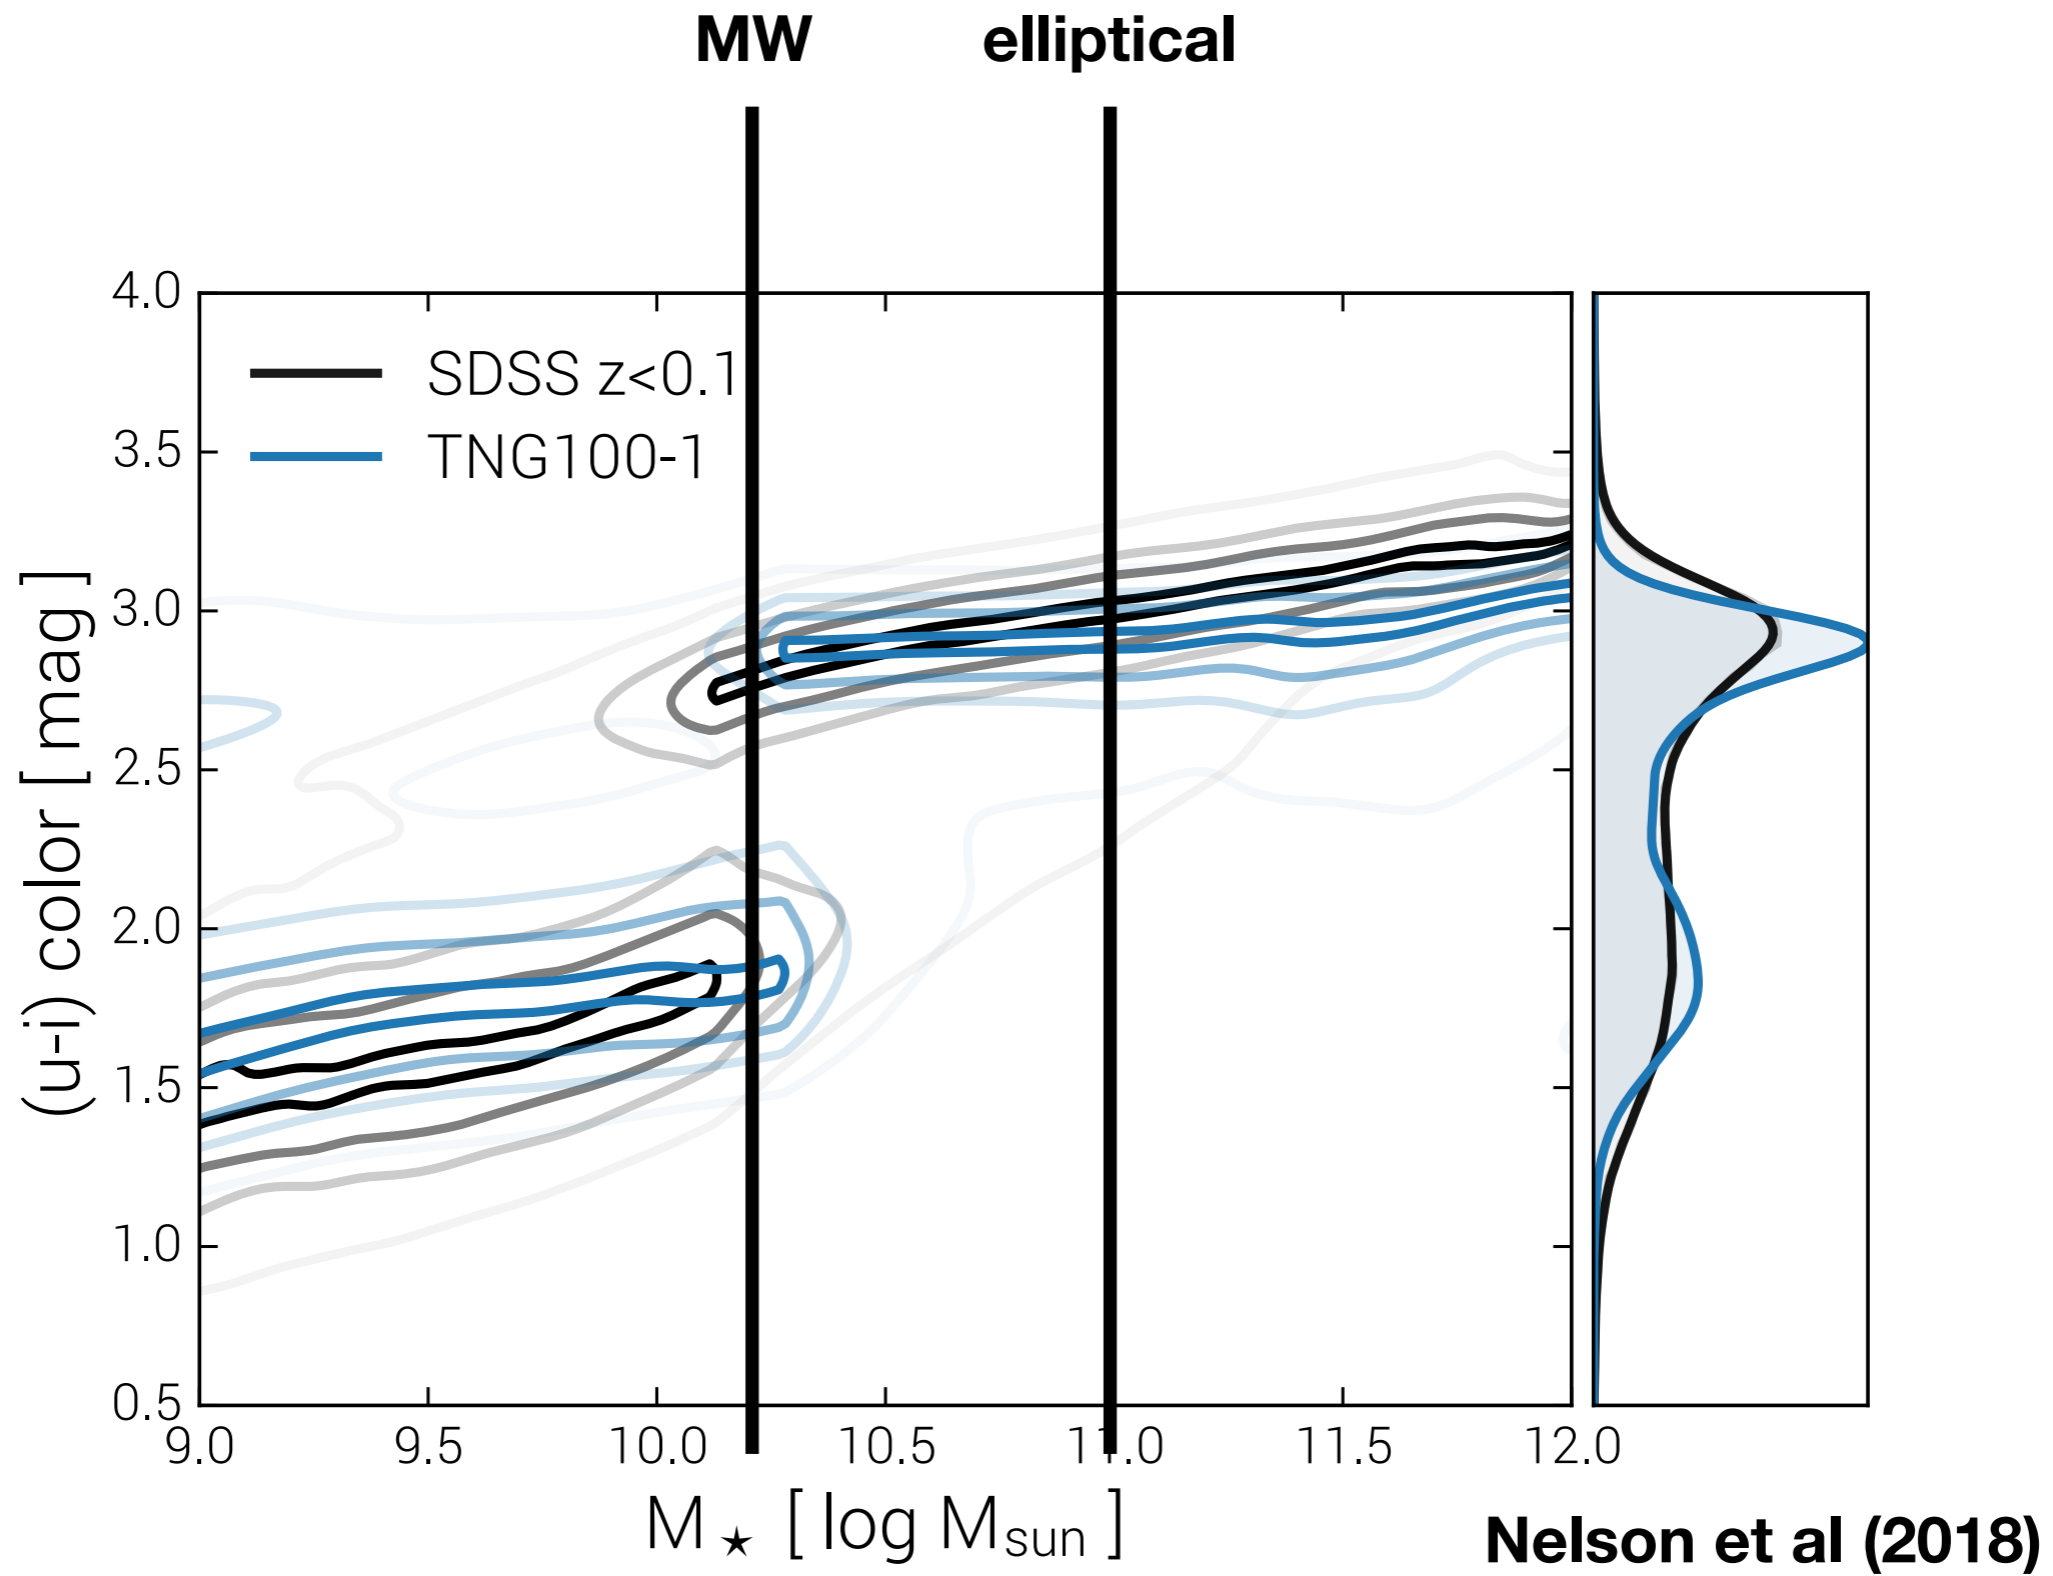 MW elliptical
SDSS z<0.1
TNG100-1
4.0
3.5
3.0
2.5
2.0
1.5
1.0
0.5
(u-i) color [ mag ]
9.0 9.5 10.0 10.5 11.0 11.5 12.0
M★ [ log Msun ]
Nelson et al (2018)